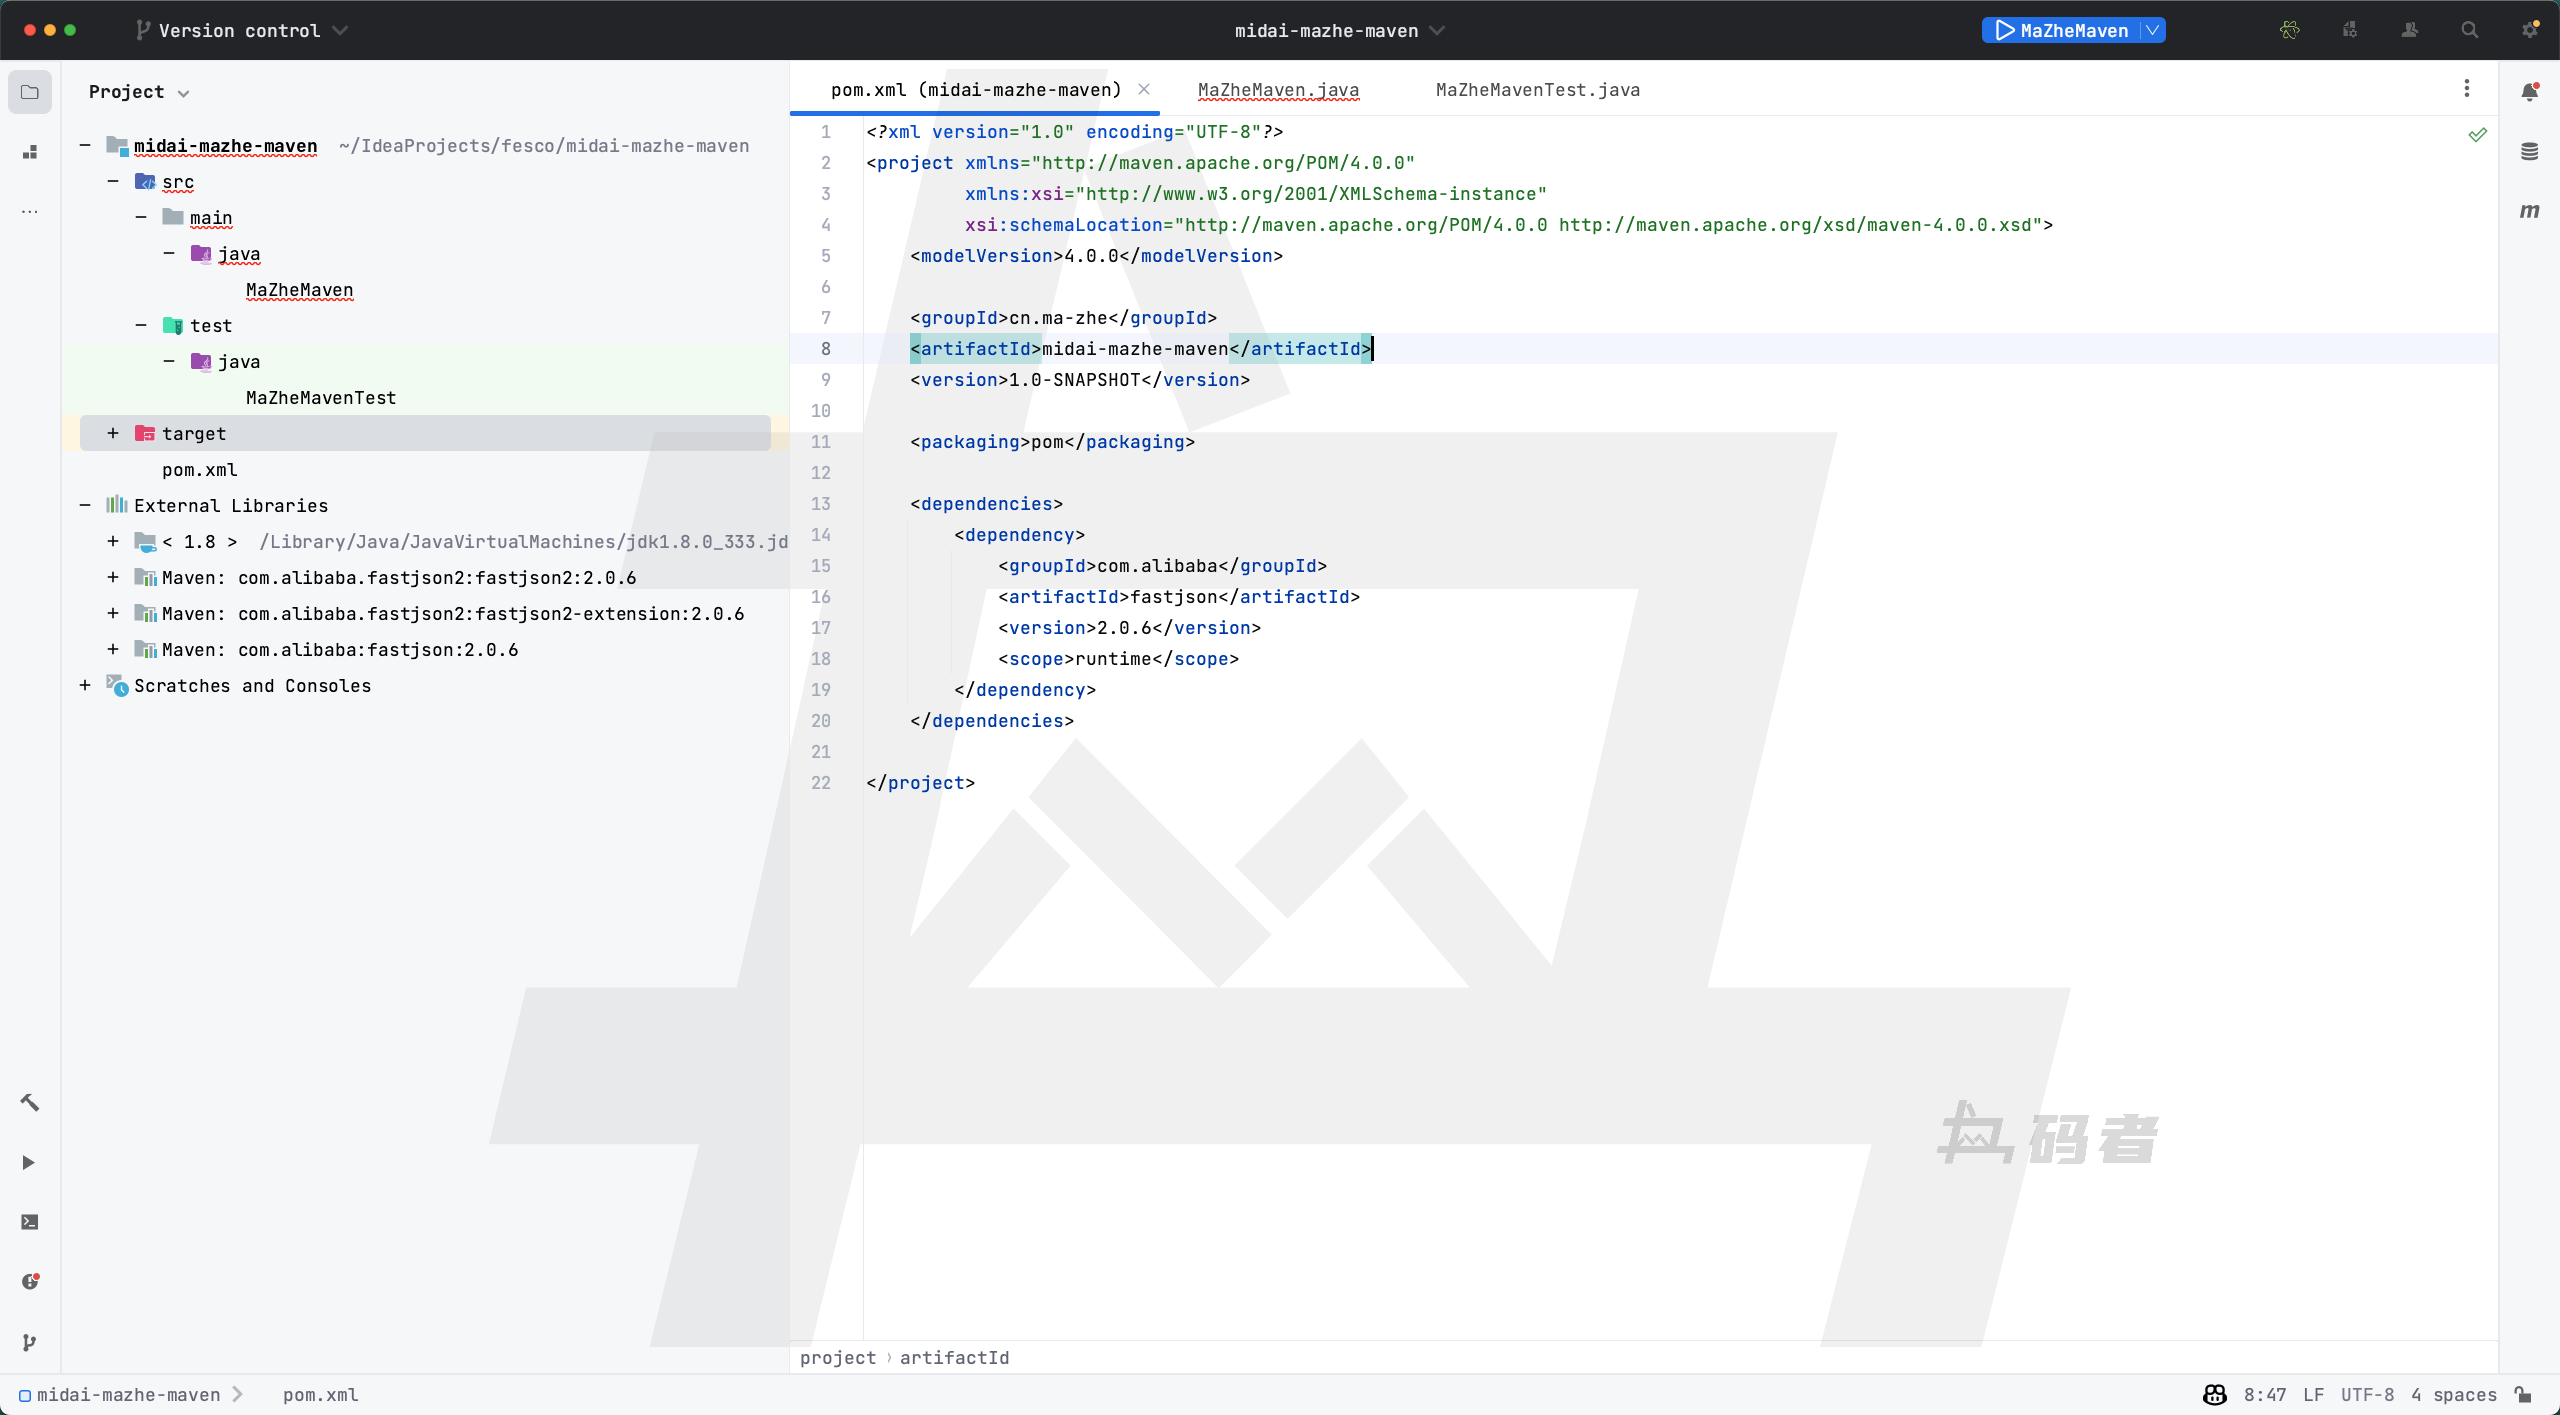 Version control
midai-mazhe-maven
MaZheMaven
Project
midai-mazhe-maven ~/IdeaProjects/fesco/midai-mazhe-maven
src
main
java
MaZheMaven
test
java
MaZheMavenTest
target
pom.xml
External Libraries
< 1.8 > /Library/Java/JavaVirtualMachines/jdk1.8.0_333.jd
Maven: com.alibaba.fastjson2:fastjson2:2.0.6
Maven: com.alibaba.fastjson2:fastjson2-extension:2.0.6
Maven: com.alibaba:fastjson:2.0.6
Scratches and Consoles
pom.xml (midai-mazhe-maven) MaZheMaven.java MaZheMavenTest.java
1 <?xml version="1.0" encoding="UTF-8"?>
2 <project xmlns="http://maven.apache.org/POM/4.0.0"
3 xmlns:xsi="http://www.w3.org/2001/XMLSchema-instance"
4 xsi:schemaLocation="http://maven.apache.org/POM/4.0.0 http://maven.apache.org/xsd/maven-4.0.0.xsd">
5 <modelVersion>4.0.0</modelVersion>
6
7 <groupId>cn.ma-zhe</groupId>
8 <artifactId>midai-mazhe-maven</artifactId>
9 <version>1.0-SNAPSHOT</version>
10
11 <packaging>pom</packaging>
12
13 <dependencies>
14 <dependency>
15 <groupId>com.alibaba</groupId>
16 <artifactId>fastjson</artifactId>
17 <version>2.0.6</version>
18 <scope>runtime</scope>
19 </dependency>
20 </dependencies>
21
22 </project>
码者
project › artifactId
midai-mazhe-maven pom.xml
8:47 LF UTF-8 4 spaces
m